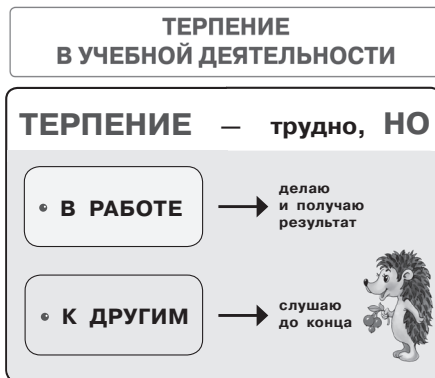 ТЕРПЕНИЕ
В УЧЕБНОЙ ДЕЯТЕЛЬНОСТИ
ТЕРПЕНИЕ – трудно, НО
• В РАБОТЕ
делаю
и получаю
результат
• К ДРУГИМ
слушаю
до конца